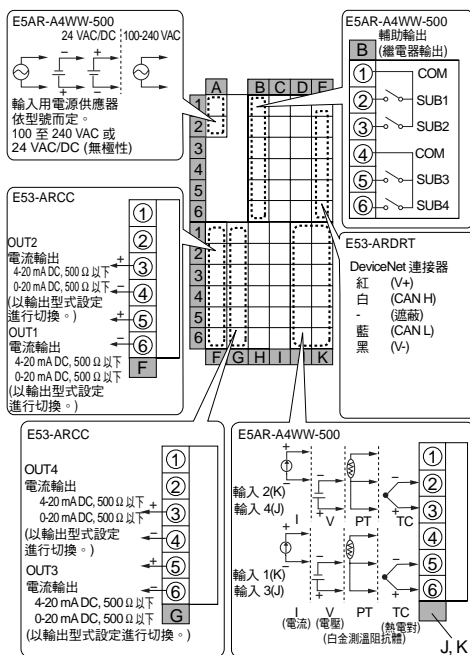 E5AR-A4WW-500
24 VAC/DC 100-240 VAC
輸入用電源供應器
依型號而定。
100 至 240 VAC 或
24 VAC/DC (無極性)
A B C D E
1
2
3
4
5
6
1
2
3
4
5
6
F G H I J K
E5AR-A4WW-500
輔助輸出
(繼電器輸出)
B
1 COM
2 SUB1
3 SUB2
4 COM
5 SUB3
6 SUB4
E53-ARCC
1
2
OUT2
電流輸出
+ 3
4-20 mA DC, 500 Ω 以下
0-20 mA DC, 500 Ω 以下
− 4
(以輸出型式設定
進行切換。)
+ 5
OUT1
電流輸出
− 6
4-20 mA DC, 500 Ω 以下
0-20 mA DC, 500 Ω 以下
(以輸出型式設定
進行切換。)
F
E53-ARDRT
DeviceNet 連接器
紅 (V+)
白 (CAN H)
- (遮蔽)
藍 (CAN L)
黑 (V-)
E53-ARCC
1
2
OUT4
電流輸出
4-20 mA DC, 500 Ω 以下
+ 3
0-20 mA DC, 500 Ω 以下
(以輸出型式設定
− 4
進行切換。)
+ 5
OUT3
電流輸出
− 6
4-20 mA DC, 500 Ω 以下
0-20 mA DC, 500 Ω 以下
(以輸出型式設定進行切換。)
G
E5AR-A4WW-500
1
2
3
4
5
6
輸入 2(K)
輸入 4(J)
I V PT TC
輸入 1(K)
輸入 3(J)
I V PT TC
(電流) (電壓) (熱電對)
(白金測溫阻抗體)
J, K